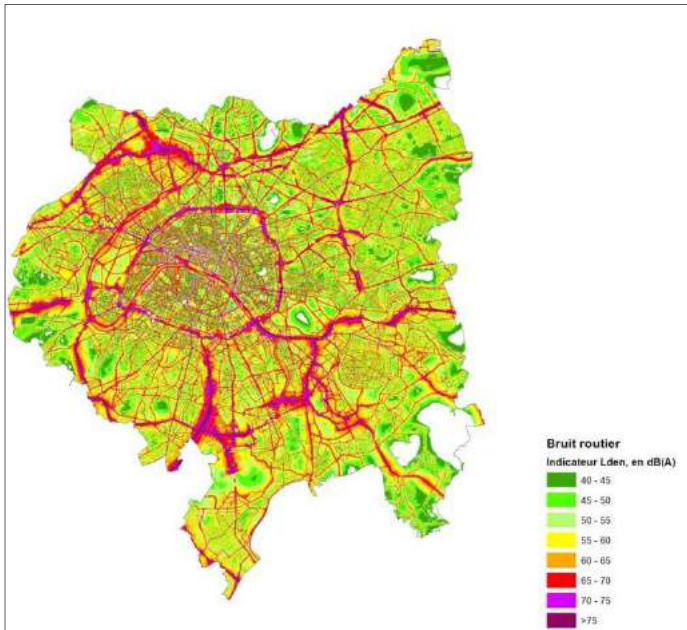 Bruit routier
Indicateur Lden, en dB(A)
40 - 45
45 - 50
50 - 55
55 - 60
60 - 65
65 - 70
70 - 75
>75